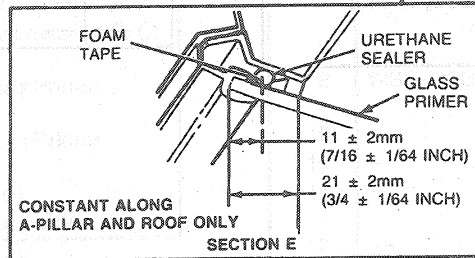 FOAM
TAPE
URETHANE
SEALER
GLASS
PRIMER
11 ± 2mm
(7/16 ± 1/64 INCH)
21 ± 2mm
(3/4 ± 1/64 INCH)
CONSTANT ALONG
A-PILLAR AND ROOF ONLY
SECTION E